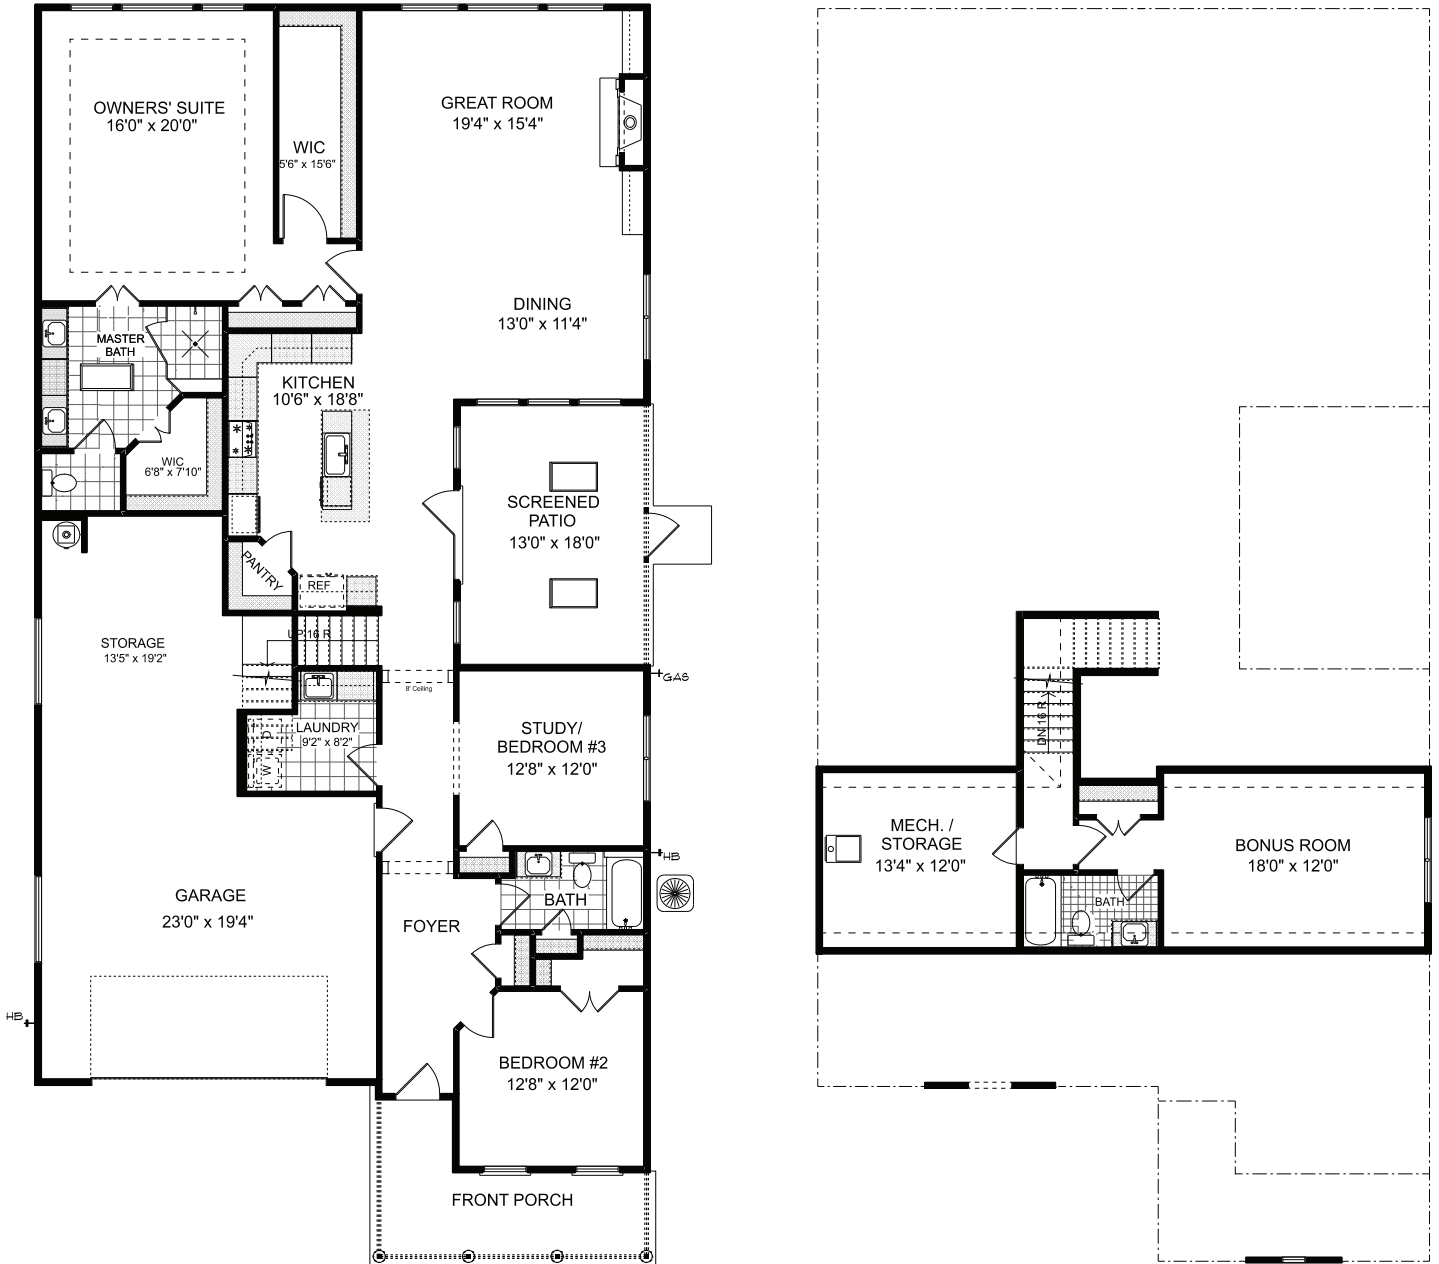 OWNERS' SUITE
16'0" x 20'0"
WIC
5'6" x 15'6"
GREAT ROOM
19'4" x 15'4"
DINING
13'0" x 11'4"
MASTER
BATH
KITCHEN
10'6" x 18'8"
WIC
6'8" x 7'10"
SCREENED
PATIO
13'0" x 18'0"
PANTRY
REF
UP 16 R
STORAGE
13'5" x 19'2"
8' Ceiling
GAS
LAUNDRY
9'2" x 8'2"
D
W
STUDY/
BEDROOM #3
12'8" x 12'0"
HB
GARAGE
23'0" x 19'4"
BATH
FOYER
HB
BEDROOM #2
12'8" x 12'0"
FRONT PORCH
DN 16 R
MECH. /
STORAGE
13'4" x 12'0"
BONUS ROOM
18'0" x 12'0"
BATH